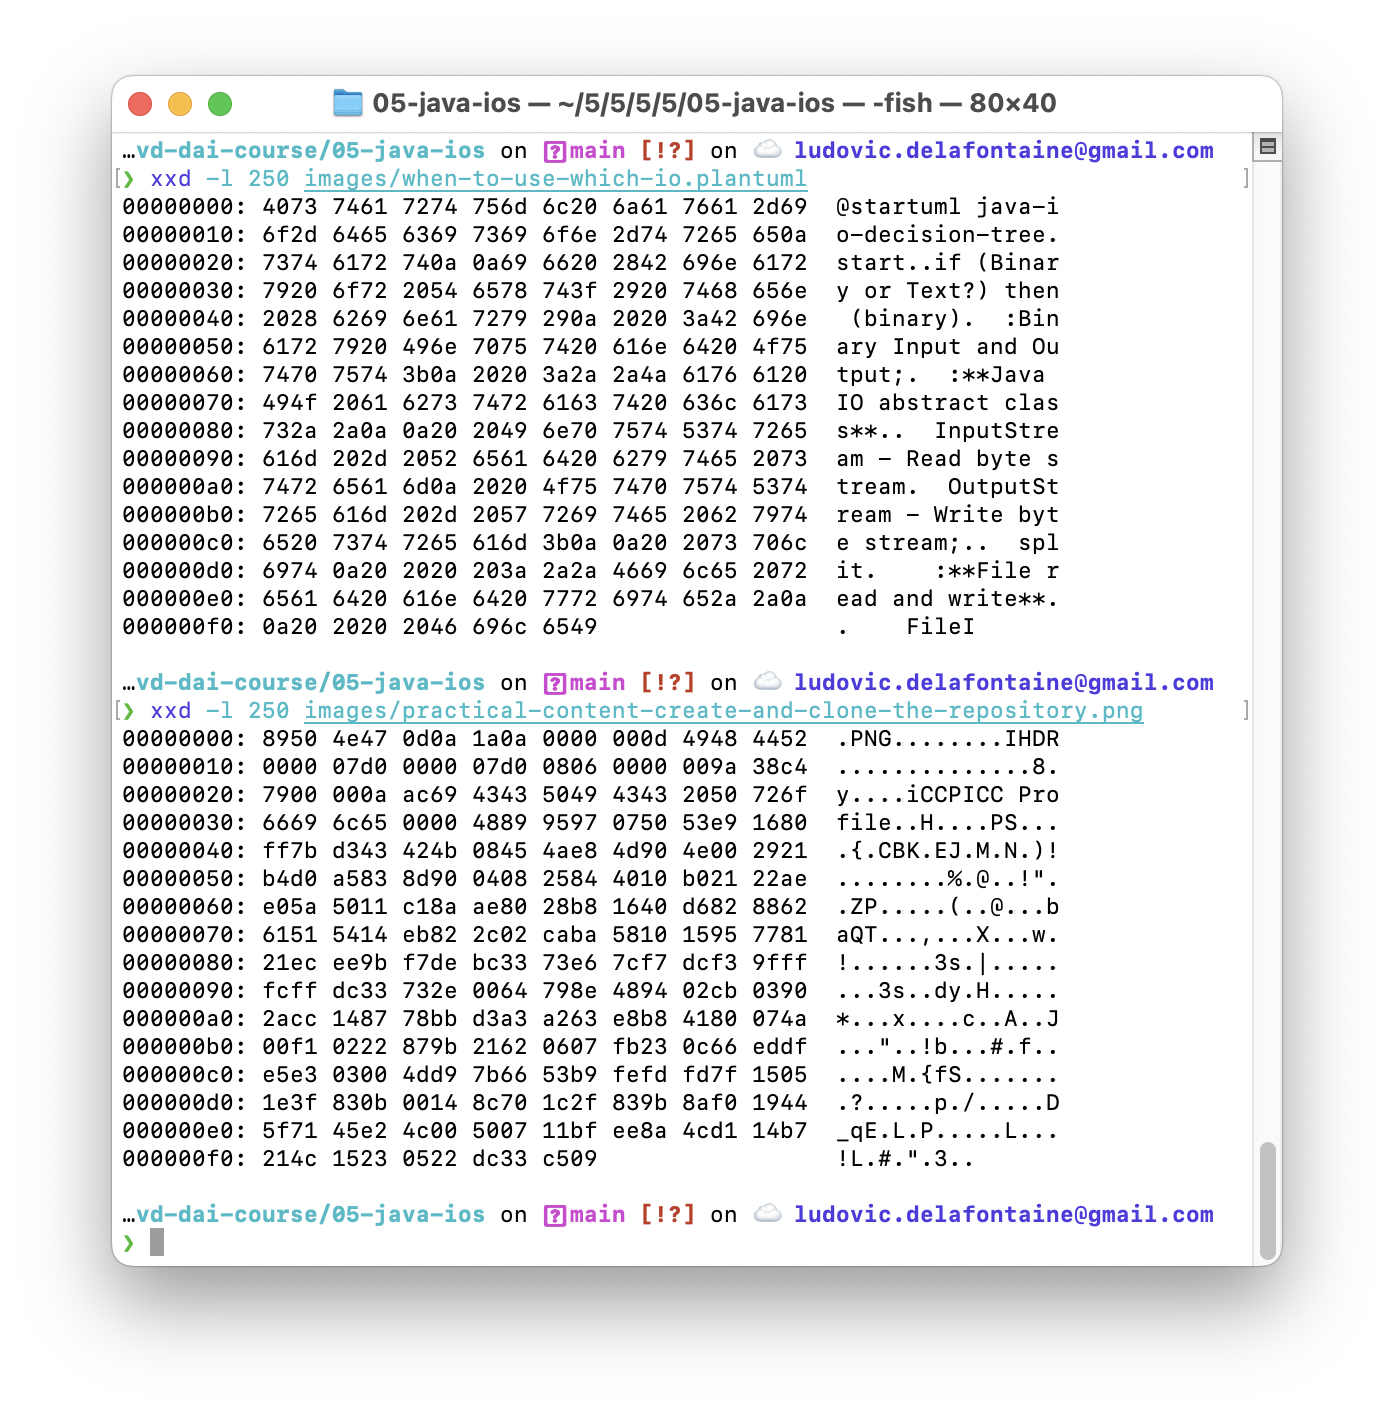 05-java-ios — ~/5/5/5/5/05-java-ios — -fish — 80×40
…vd-dai-course/05-java-ios on [?]main [!?] on ☁️ ludovic.delafontaine@gmail.com
[❯ xxd -l 250 images/when-to-use-which-io.plantuml ]
00000000: 4073 7461 7274 756d 6c20 6a61 7661 2d69  @startuml java-i
00000010: 6f2d 6465 6369 7369 6f6e 2d74 7265 650a  o-decision-tree.
00000020: 7374 6172 740a 0a69 6620 2842 696e 6172  start..if (Binar
00000030: 7920 6f72 2054 6578 743f 2920 7468 656e  y or Text?) then
00000040: 2028 6269 6e61 7279 290a 2020 3a42 696e   (binary).  :Bin
00000050: 6172 7920 496e 7075 7420 616e 6420 4f75  ary Input and Ou
00000060: 7470 7574 3b0a 2020 3a2a 2a4a 6176 6120  tput;.  :**Java
00000070: 494f 2061 6273 7472 6163 7420 636c 6173  IO abstract clas
00000080: 732a 2a0a 0a20 2049 6e70 7574 5374 7265  s**..  InputStre
00000090: 616d 202d 2052 6561 6420 6279 7465 2073  am - Read byte s
000000a0: 7472 6561 6d0a 2020 4f75 7470 7574 5374  tream.  OutputSt
000000b0: 7265 616d 202d 2057 7269 7465 2062 7974  ream - Write byt
000000c0: 6520 7374 7265 616d 3b0a 0a20 2073 706c  e stream;..  spl
000000d0: 6974 0a20 2020 203a 2a2a 4669 6c65 2072  it.    :**File r
000000e0: 6561 6420 616e 6420 7772 6974 652a 2a0a  ead and write**.
000000f0: 0a20 2020 2046 696c 6549                 .    FileI
…vd-dai-course/05-java-ios on [?]main [!?] on ☁️ ludovic.delafontaine@gmail.com
[❯ xxd -l 250 images/practical-content-create-and-clone-the-repository.png ]
00000000: 8950 4e47 0d0a 1a0a 0000 000d 4948 4452  .PNG........IHDR
00000010: 0000 07d0 0000 07d0 0806 0000 009a 38c4  ..............8.
00000020: 7900 000a ac69 4343 5049 4343 2050 726f  y....iCCPICC Pro
00000030: 6669 6c65 0000 4889 9597 0750 53e9 1680  file..H....PS...
00000040: ff7b d343 424b 0845 4ae8 4d90 4e00 2921  .{.CBK.EJ.M.N.)!
00000050: b4d0 a583 8d90 0408 2584 4010 b021 22ae  ........%.@..!".
00000060: e05a 5011 c18a ae80 28b8 1640 d682 8862  .ZP.....(..@...b
00000070: 6151 5414 eb82 2c02 caba 5810 1595 7781  aQT...,...X...w.
00000080: 21ec ee9b f7de bc33 73e6 7cf7 dcf3 9fff  !......3s.|.....
00000090: fcff dc33 732e 0064 798e 4894 02cb 0390  ...3s..dy.H.....
000000a0: 2acc 1487 78bb d3a3 a263 e8b8 4180 074a  *...x....c..A..J
000000b0: 00f1 0222 879b 2162 0607 fb23 0c66 eddf  ..."..!b...#.f..
000000c0: e5e3 0300 4dd9 7b66 53b9 fefd fd7f 1505  ....M.{fS.......
000000d0: 1e3f 830b 0014 8c70 1c2f 839b 8af0 1944  .?.....p./.....D
000000e0: 5f71 45e2 4c00 5007 11bf ee8a 4cd1 14b7  _qE.L.P.....L...
000000f0: 214c 1523 0522 dc33 c509                 !L.#.".3..
…vd-dai-course/05-java-ios on [?]main [!?] on ☁️ ludovic.delafontaine@gmail.com
❯